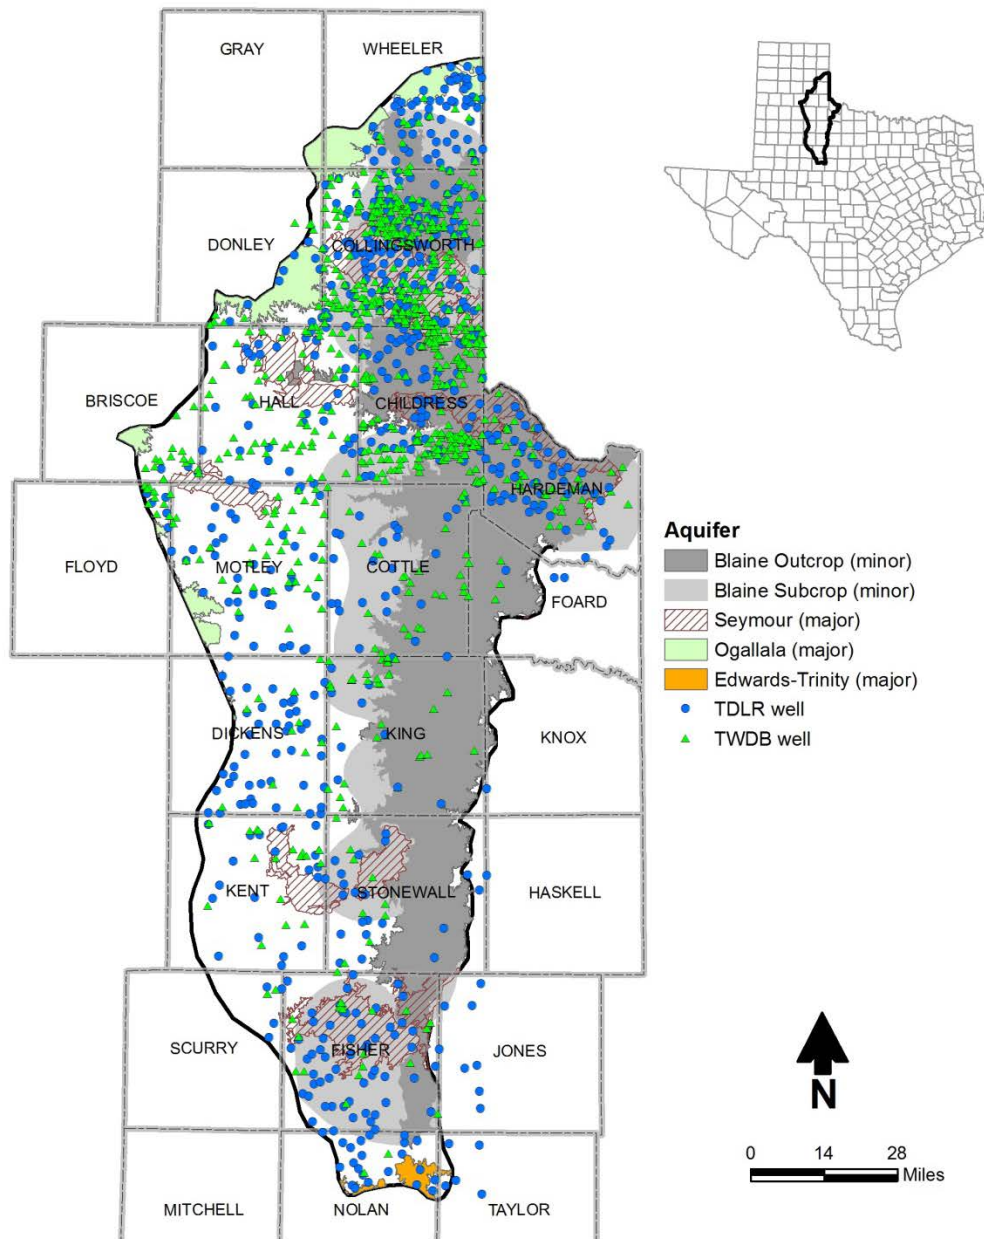 GRAY
WHEELER
DONLEY
COLLINGSWORTH
BRISCOE
HALL
CHILDRESS
HARDEMAN
FLOYD
MOTLEY
COTTLE
FOARD
DICKENS
KING
KNOX
KENT
STONEWALL
HASKELL
SCURRY
FISHER
JONES
MITCHELL
NOLAN
TAYLOR
Aquifer
Blaine Outcrop (minor)
Blaine Subcrop (minor)
Seymour (major)
Ogallala (major)
Edwards-Trinity (major)
TDLR well
TWDB well
N
0 14 28
Miles